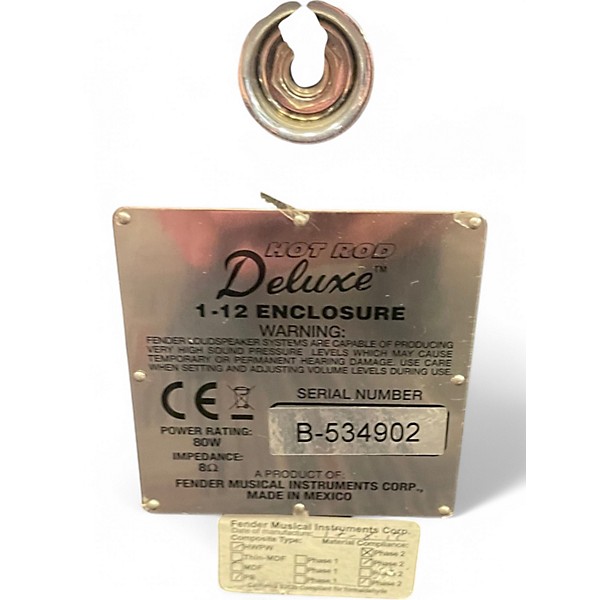 HOT ROD
Deluxe™
1-12 ENCLOSURE
WARNING:
FENDER LOUDSPEAKER SYSTEMS ARE CAPABLE OF PRODUCING
VERY HIGH SOUND PRESSURE LEVELS WHICH MAY CAUSE
TEMPORARY OR PERMANENT HEARING DAMAGE. USE CARE
WHEN SETTING AND ADJUSTING VOLUME LEVELS DURING USE.
CE
SERIAL NUMBER
POWER RATING:
80W
B-534902
IMPEDANCE:
8Ω
A PRODUCT OF:
FENDER MUSICAL INSTRUMENTS CORP.,
MADE IN MEXICO
Fender Musical Instruments Corp.
Date of manufacture:
Composite Type: Material Compliance:
HWPW Phase 2
Thin-MDF Phase 1 Phase 2
MDF Phase 1 Phase 2
PB Phase 1 Phase 2